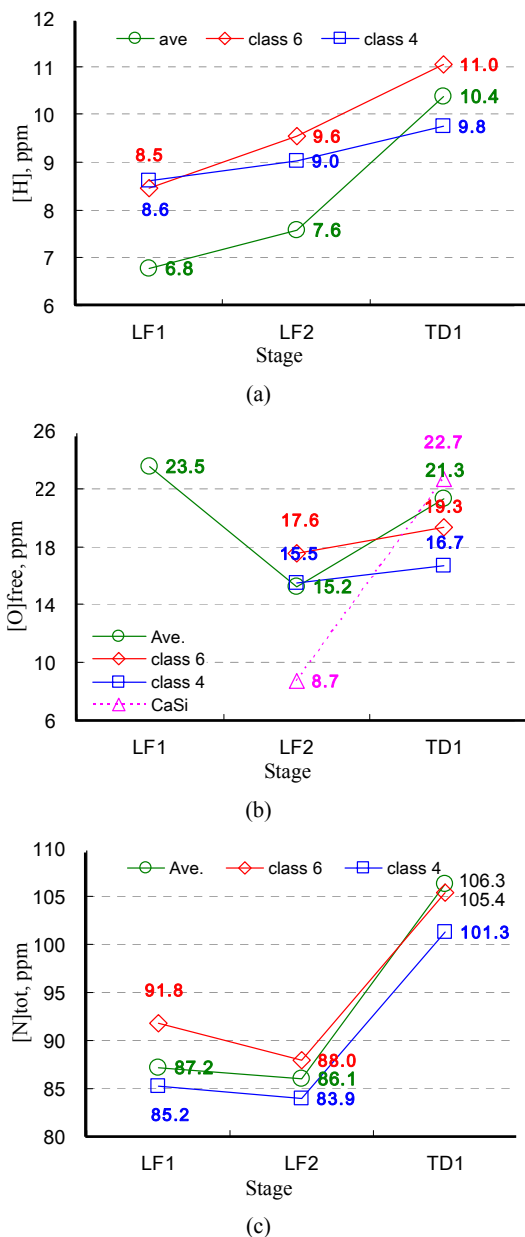 12
ave class 6 class 4
11
11.0
10.4
10
9.8
9.6
9
9.0
8.5
8.6
8
7.6
7
6.8
6
[H], ppm
LF1 LF2 TD1
Stage
(a)
26
22.7
23.5
22
21.3
19.3
18
17.6
16.7
15.5
15.2
14
10
8.7
6
Ave.
class 6
class 4
CaSi
[O]free, ppm
LF1 LF2 TD1
Stage
(b)
110
Ave. class 6 class 4
106.3
105
105.4
101.3
100
95
91.8
90
88.0
87.2
86.1
85
83.9
85.2
80
[N]tot, ppm
LF1 LF2 TD1
Stage
(c)